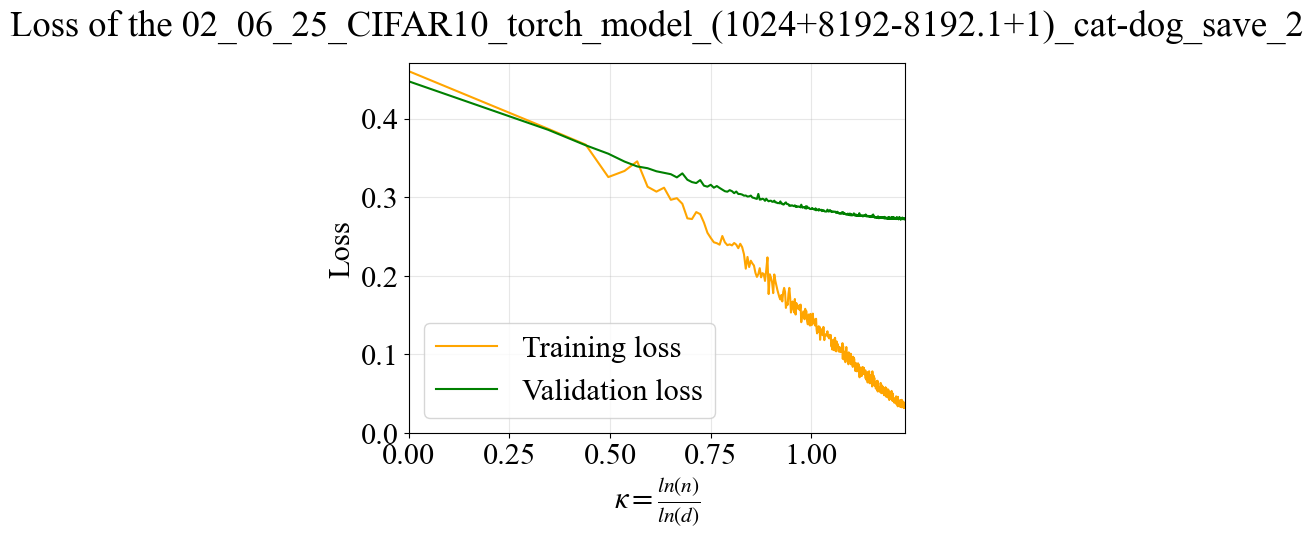 Loss of the 02_06_25_CIFAR10_torch_model_(1024+8192-8192.1+1)_cat-dog_save_2
Loss
0.4
0.3
0.2
0.1
0.0
Training loss
Validation loss
0.00 0.25 0.50 0.75 1.00
κ = ln(n)/ln(d)